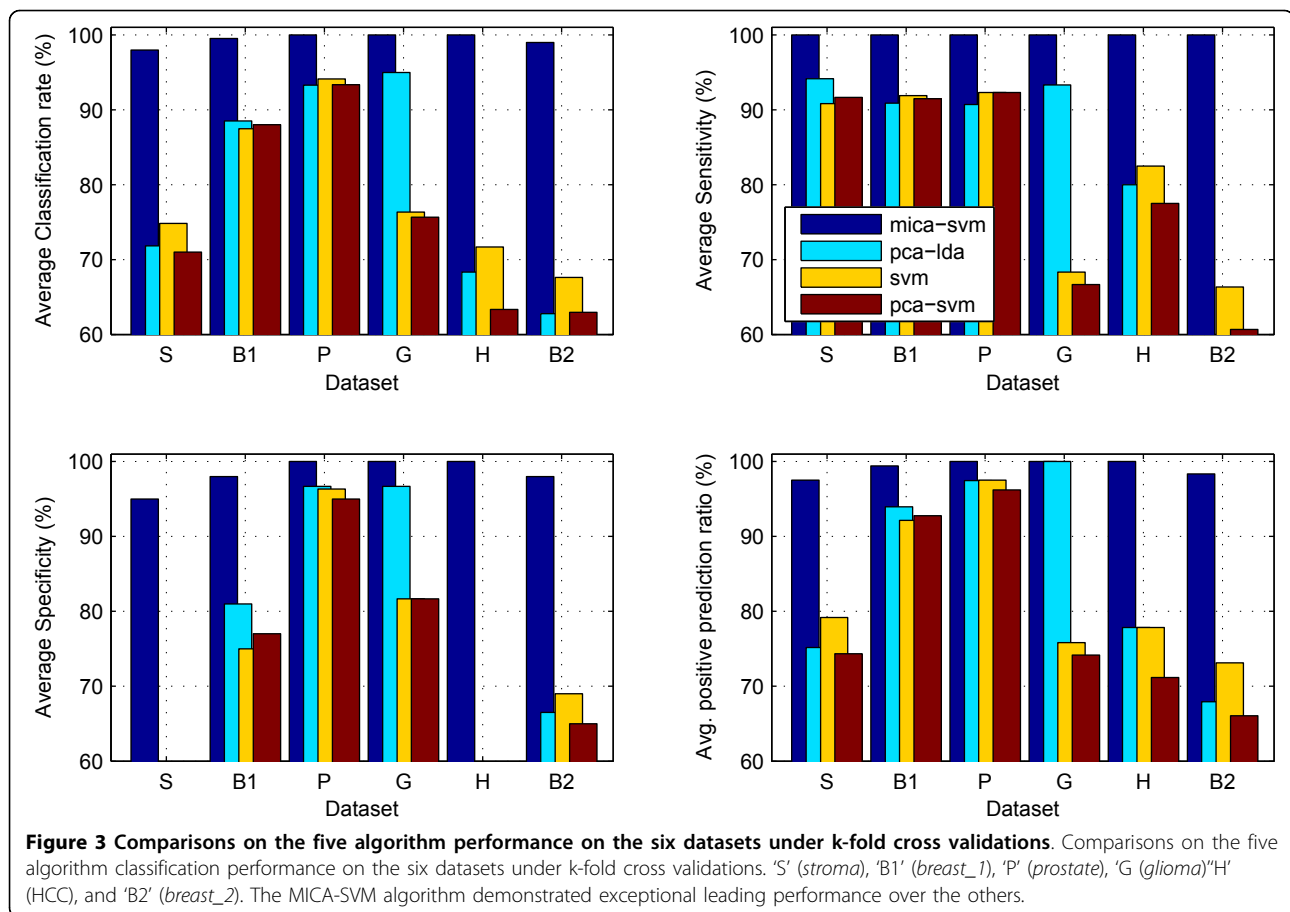 100
90
80
70
60
Average Classification rate (%)
S B1 P G H B2
Dataset
100
90
80
70
60
Average Sensitivity (%)
mica−svm
pca−lda
svm
pca−svm
S B1 P G H B2
Dataset
100
90
80
70
60
Average Specificity (%)
S B1 P G H B2
Dataset
100
90
80
70
60
Avg. positive prediction ratio (%)
S B1 P G H B2
Dataset
Figure 3 Comparisons on the five algorithm performance on the six datasets under k-fold cross validations. Comparisons on the five
algorithm classification performance on the six datasets under k-fold cross validations. ‘S’ (stroma), ‘B1’ (breast_1), ‘P’ (prostate), ‘G (glioma)”H’
(HCC), and ‘B2’ (breast_2). The MICA-SVM algorithm demonstrated exceptional leading performance over the others.